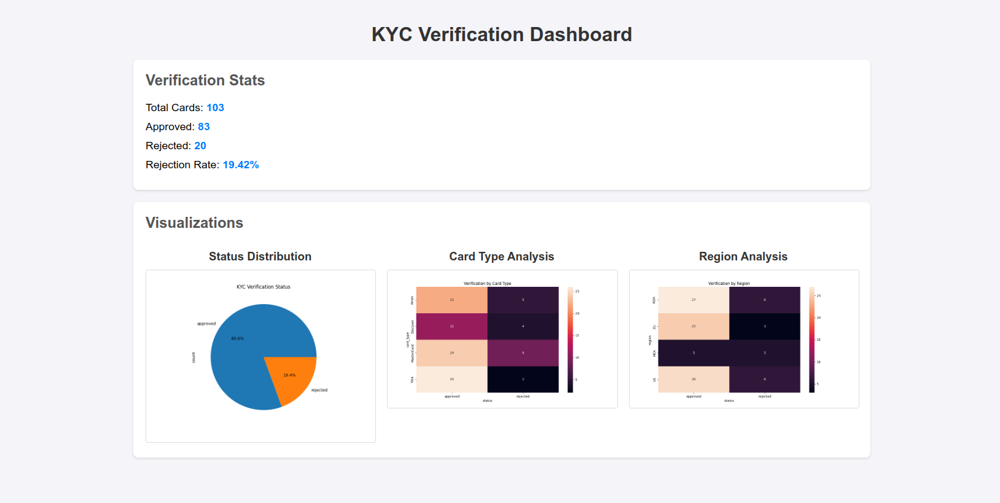 KYC Verification Dashboard
Verification Stats
Total Cards: 103
Approved: 83
Rejected: 20
Rejection Rate: 19.42%
Visualizations
Status Distribution
KYC Verification Status
approved
80.6%
count
19.4%
rejected
Card Type Analysis
Verification by Card Type
Amex
22
5
Discover
11
4
card_type
MasterCard
24
9
Visa
26
2
approved
rejected
status
25
20
15
10
5
Region Analysis
Verification by Region
ASIA
27
6
EU
25
3
region
MEA
5
5
US
26
6
approved
rejected
status
25
20
15
10
5